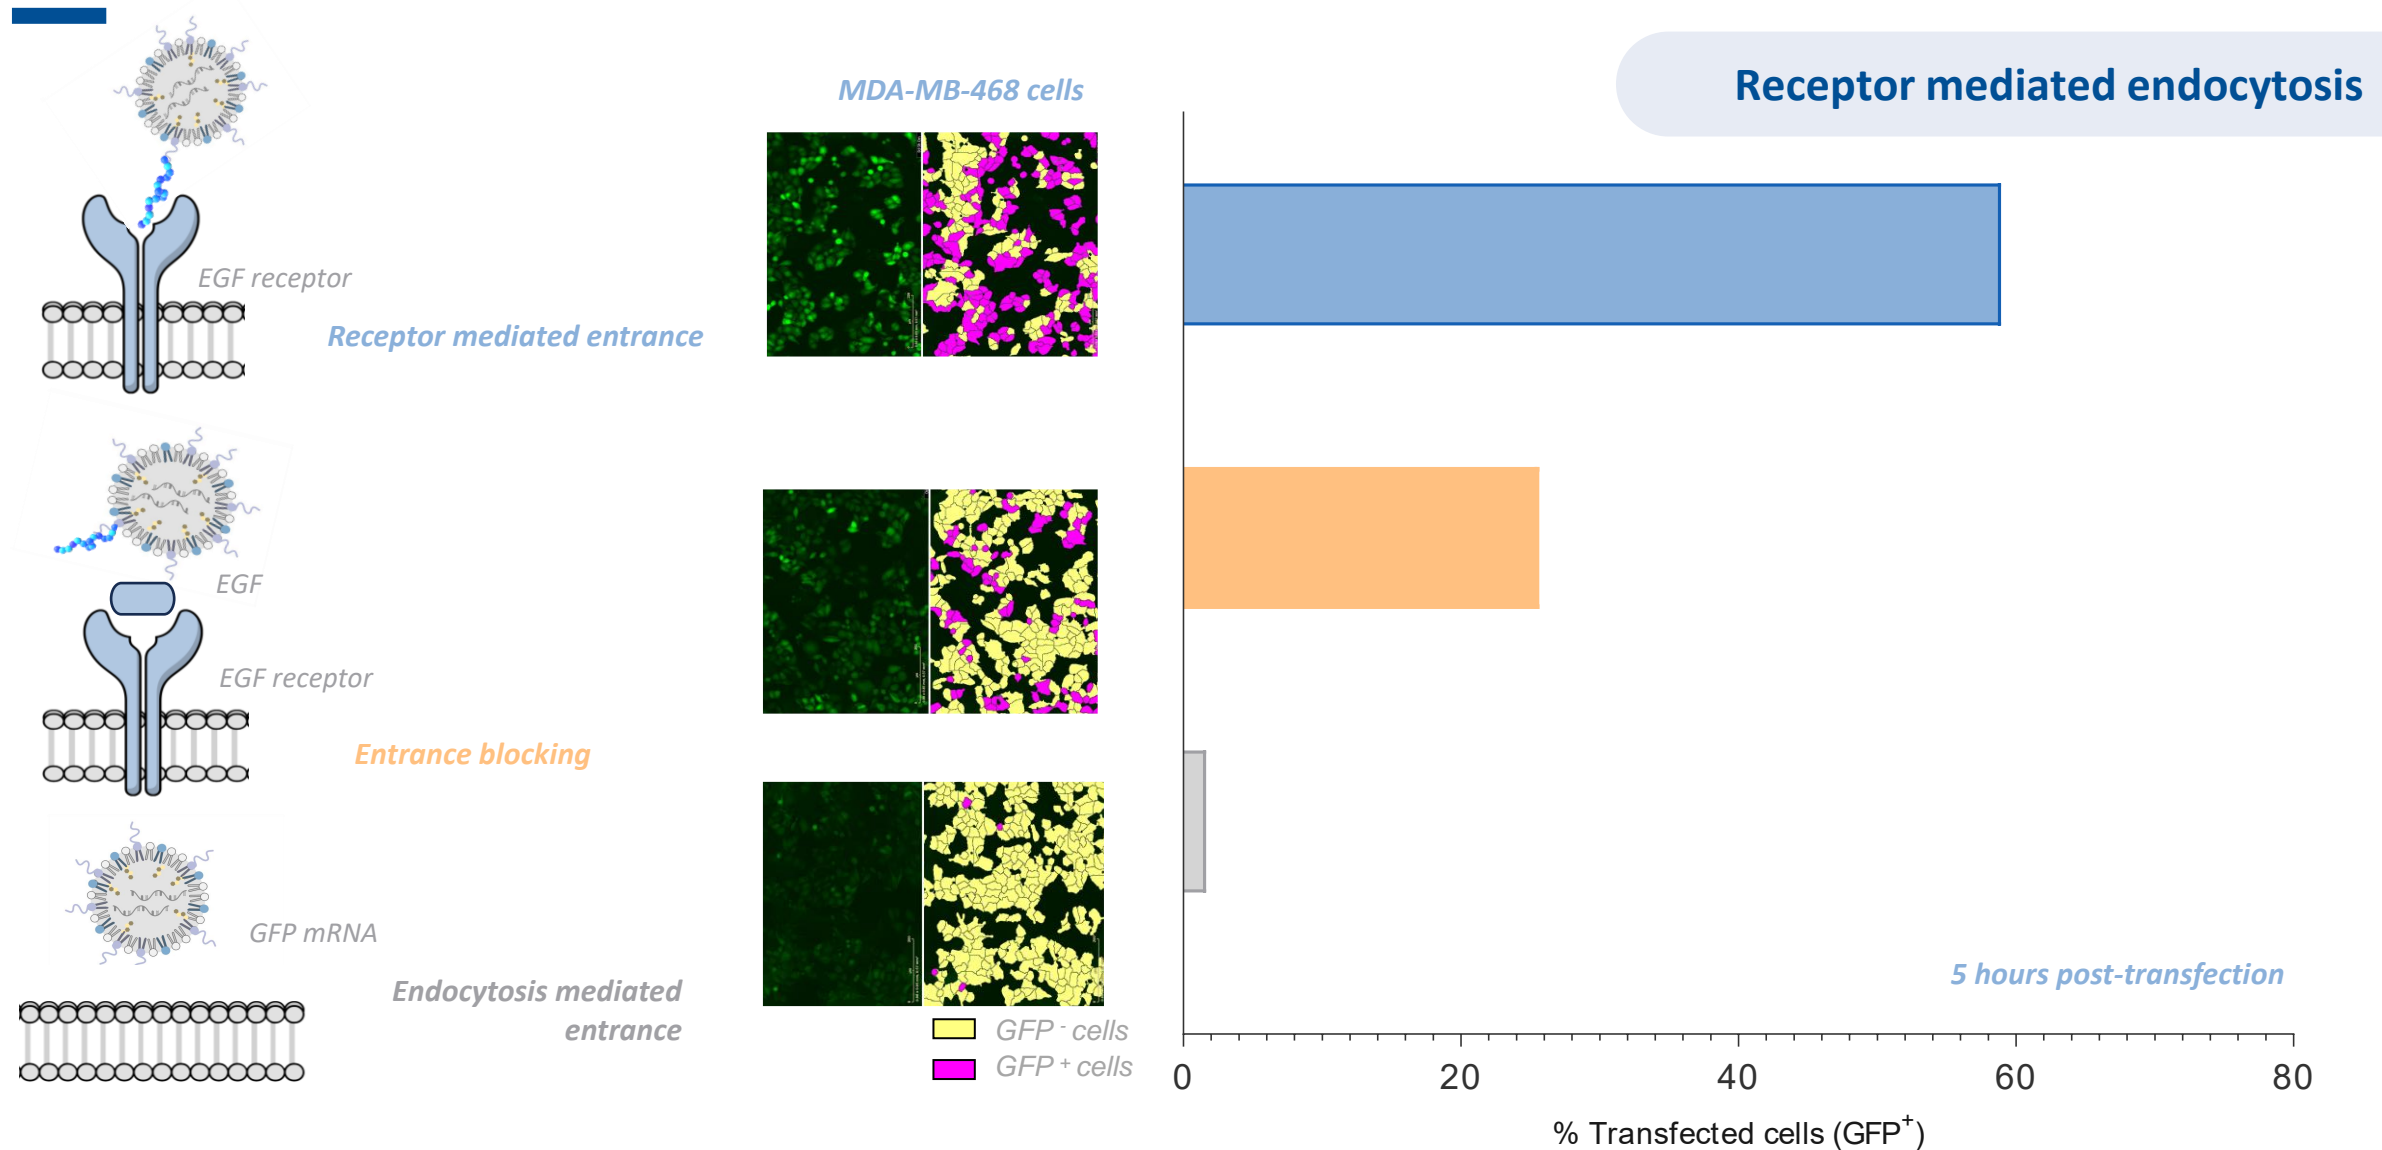 Receptor mediated endocytosis
MDA-MB-468 cells
EGF receptor
Receptor mediated entrance
EGF
EGF receptor
Entrance blocking
GFP mRNA
Endocytosis mediated
entrance
GFP - cells
GFP + cells
5 hours post-transfection
0 20 40 60 80
% Transfected cells (GFP+)